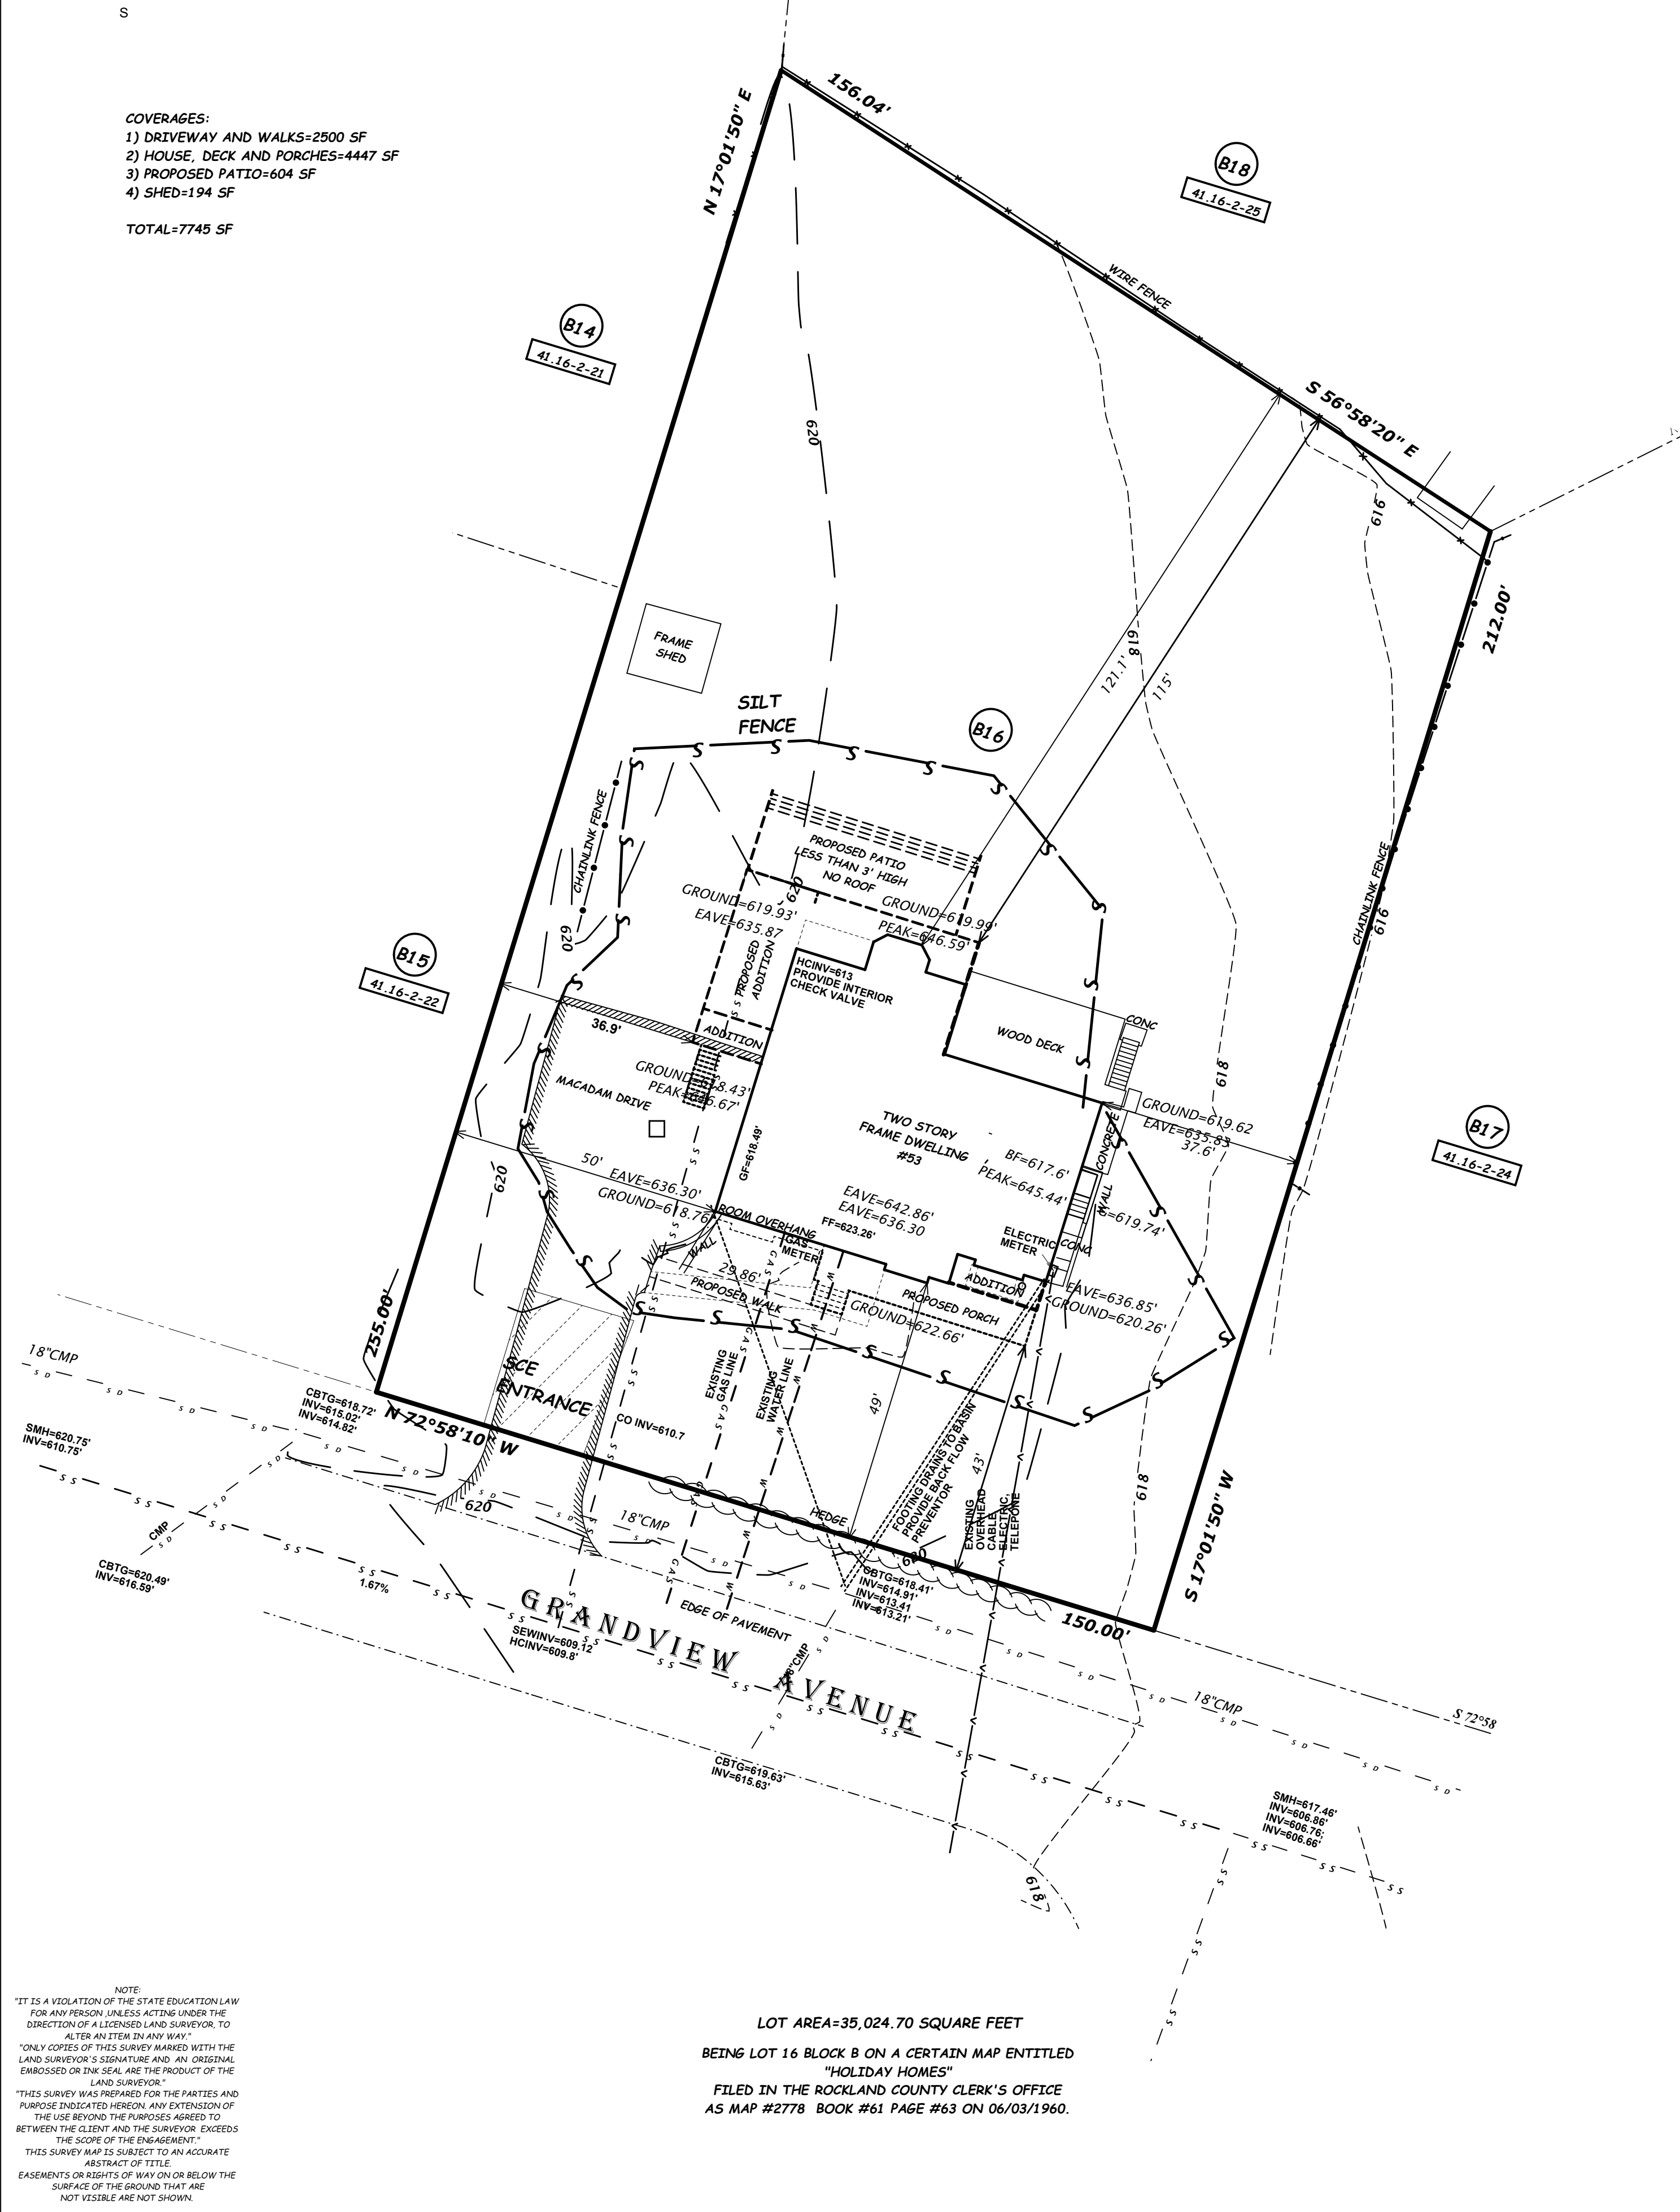 S
COVERAGES:
1) DRIVEWAY AND WALKS=2500 SF
2) HOUSE, DECK AND PORCHES=4447 SF
3) PROPOSED PATIO=604 SF
4) SHED=194 SF
TOTAL=7745 SF
N 17°01'50" E
156.04'
B18
41.16-2-25
WIRE FENCE
B14
41.16-2-21
S 56°58'20" E
620
616
212.00'
618
121.1'
115'
FRAME
SHED
SILT
FENCE
B16
CHAINLINK FENCE
CHAINLINK FENCE
616
PROPOSED PATIO
LESS THAN 3' HIGH
NO ROOF
620
GROUND=619.93'
EAVE=635.87
GROUND=619.99'
PEAK=646.59'
620
PROPOSED
ADDITION
HCINV=613
PROVIDE INTERIOR
CHECK VALVE
B15
41.16-2-22
36.9'
ADDITION
WOOD DECK
CONC
GROUND=618.43'
PEAK=646.67'
MACADAM DRIVE
618
GROUND=619.62
EAVE=635.83
37.6'
B17
41.16-2-24
TWO STORY
FRAME DWELLING
#53
GF=618.49'
CONCRETE
WALL
BF=617.6'
PEAK=645.44'
50'
EAVE=636.30'
GROUND=618.76'
620
EAVE=642.86'
EAVE=636.30
FF=623.26'
G=619.74'
ROOM OVERHANG
GAS
METER
ELECTRIC
METER
CONC
WALL
29.86'
PROPOSED WALK
ADDITION
PROPOSED PORCH
EAVE=636.85'
GROUND=620.26'
GROUND=622.66'
255.00'
SCE
ENTRANCE
EXISTING
GAS LINE
EXISTING
WATER LINE
49'
43'
FOOTING DRAINS TO BASIN
PROVIDE BACK FLOW
PREVENTOR
EXISTING
OVERHEAD
CABLE,
ELECTRIC,
TELEPONE
18"CMP
CBTG=618.72'
INV=615.02'
INV=614.82'
N 72°58'10" W
CO INV=610.7
SMH=620.75'
INV=610.75'
620
18"CMP
HEDGE
620
618
S 17°01'50" W
CMP
CBTG=620.49'
INV=616.59'
1.67%
CBTG=618.41'
INV=614.91'
INV=613.41
INV=613.21'
EDGE OF PAVEMENT
150.00'
GRANDVIEW AVENUE
SEWINV=609.12
HCINV=609.8'
18"CMP
18"CMP
S 72°58
CBTG=619.63'
INV=615.63'
SMH=617.46'
INV=606.86'
INV=606.76;
INV=606.66'
618
NOTE:
"IT IS A VIOLATION OF THE STATE EDUCATION LAW
FOR ANY PERSON ,UNLESS ACTING UNDER THE
DIRECTION OF A LICENSED LAND SURVEYOR, TO
ALTER AN ITEM IN ANY WAY."
"ONLY COPIES OF THIS SURVEY MARKED WITH THE
LAND SURVEYOR'S SIGNATURE AND AN ORIGINAL
EMBOSSED OR INK SEAL ARE THE PRODUCT OF THE
LAND SURVEYOR."
"THIS SURVEY WAS PREPARED FOR THE PARTIES AND
PURPOSE INDICATED HEREON. ANY EXTENSION OF
THE USE BEYOND THE PURPOSES AGREED TO
BETWEEN THE CLIENT AND THE SURVEYOR EXCEEDS
THE SCOPE OF THE ENGAGEMENT."
THIS SURVEY MAP IS SUBJECT TO AN ACCURATE
ABSTRACT OF TITLE.
EASEMENTS OR RIGHTS OF WAY ON OR BELOW THE
SURFACE OF THE GROUND THAT ARE
NOT VISIBLE ARE NOT SHOWN.
LOT AREA=35,024.70 SQUARE FEET
BEING LOT 16 BLOCK B ON A CERTAIN MAP ENTITLED
"HOLIDAY HOMES"
FILED IN THE ROCKLAND COUNTY CLERK'S OFFICE
AS MAP #2778 BOOK #61 PAGE #63 ON 06/03/1960.